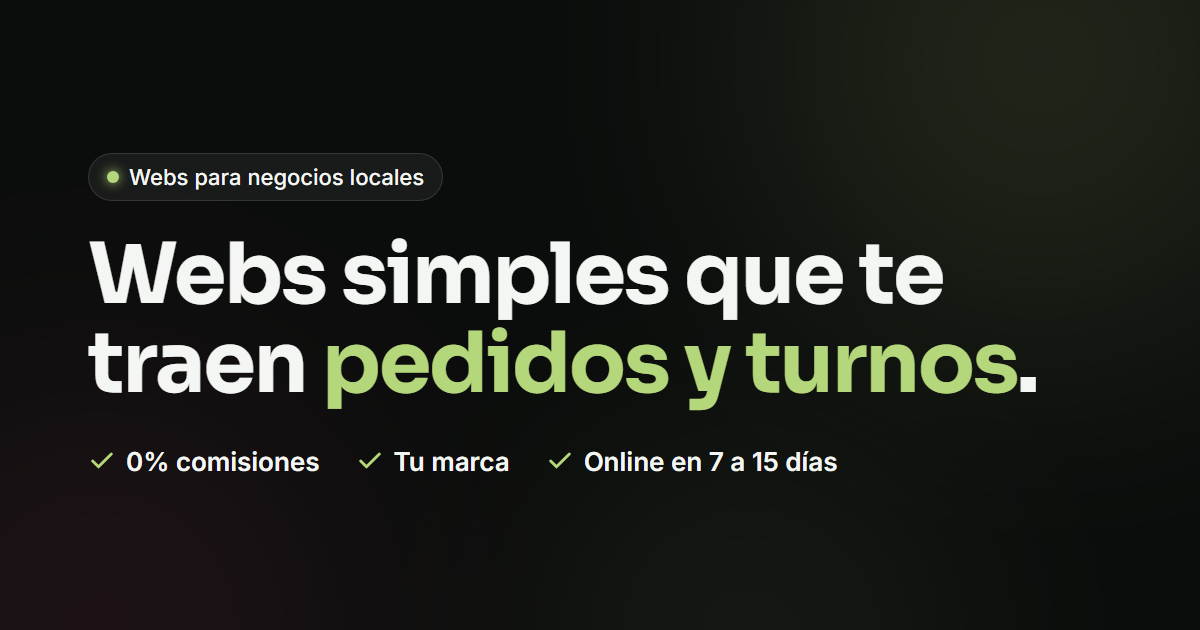 Webs para negocios locales
Webs simples que te
traen pedidos y turnos.
0% comisiones Tu marca Online en 7 a 15 días